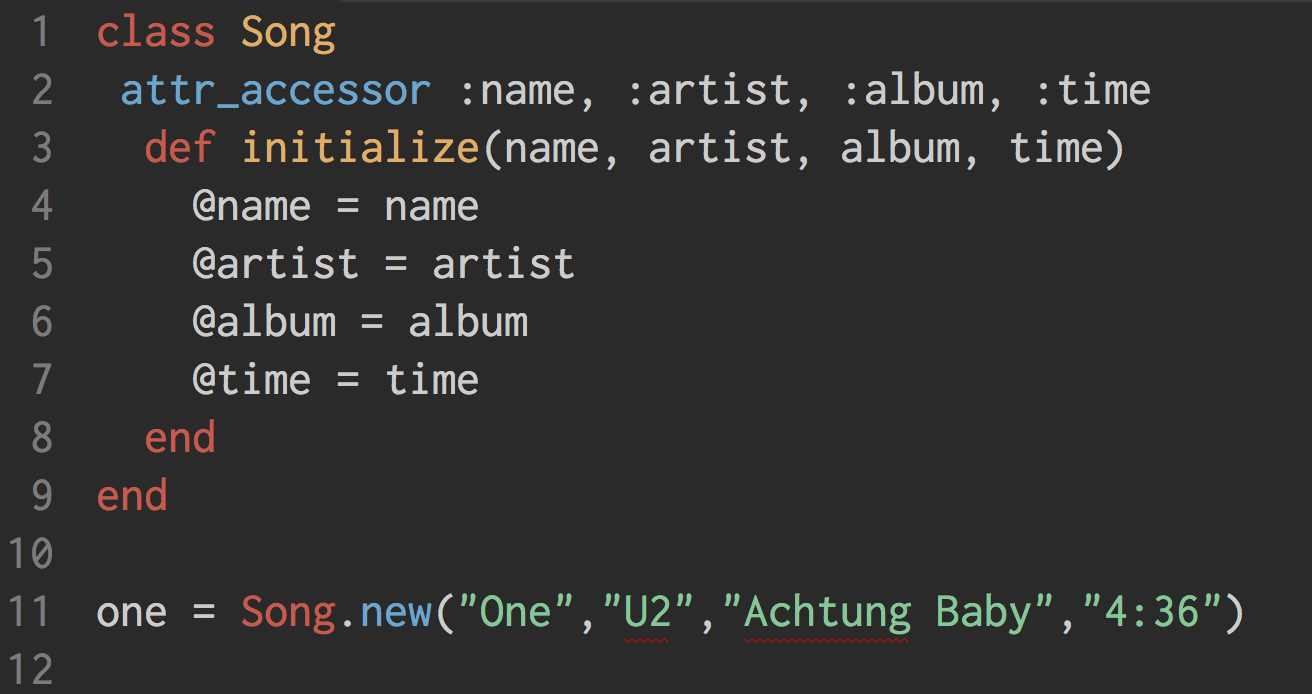 1 class Song
2  attr_accessor :name, :artist, :album, :time
3   def initialize(name, artist, album, time)
4     @name = name
5     @artist = artist
6     @album = album
7     @time = time
8   end
9 end
10
11 one = Song.new("One","U2","Achtung Baby","4:36")
12